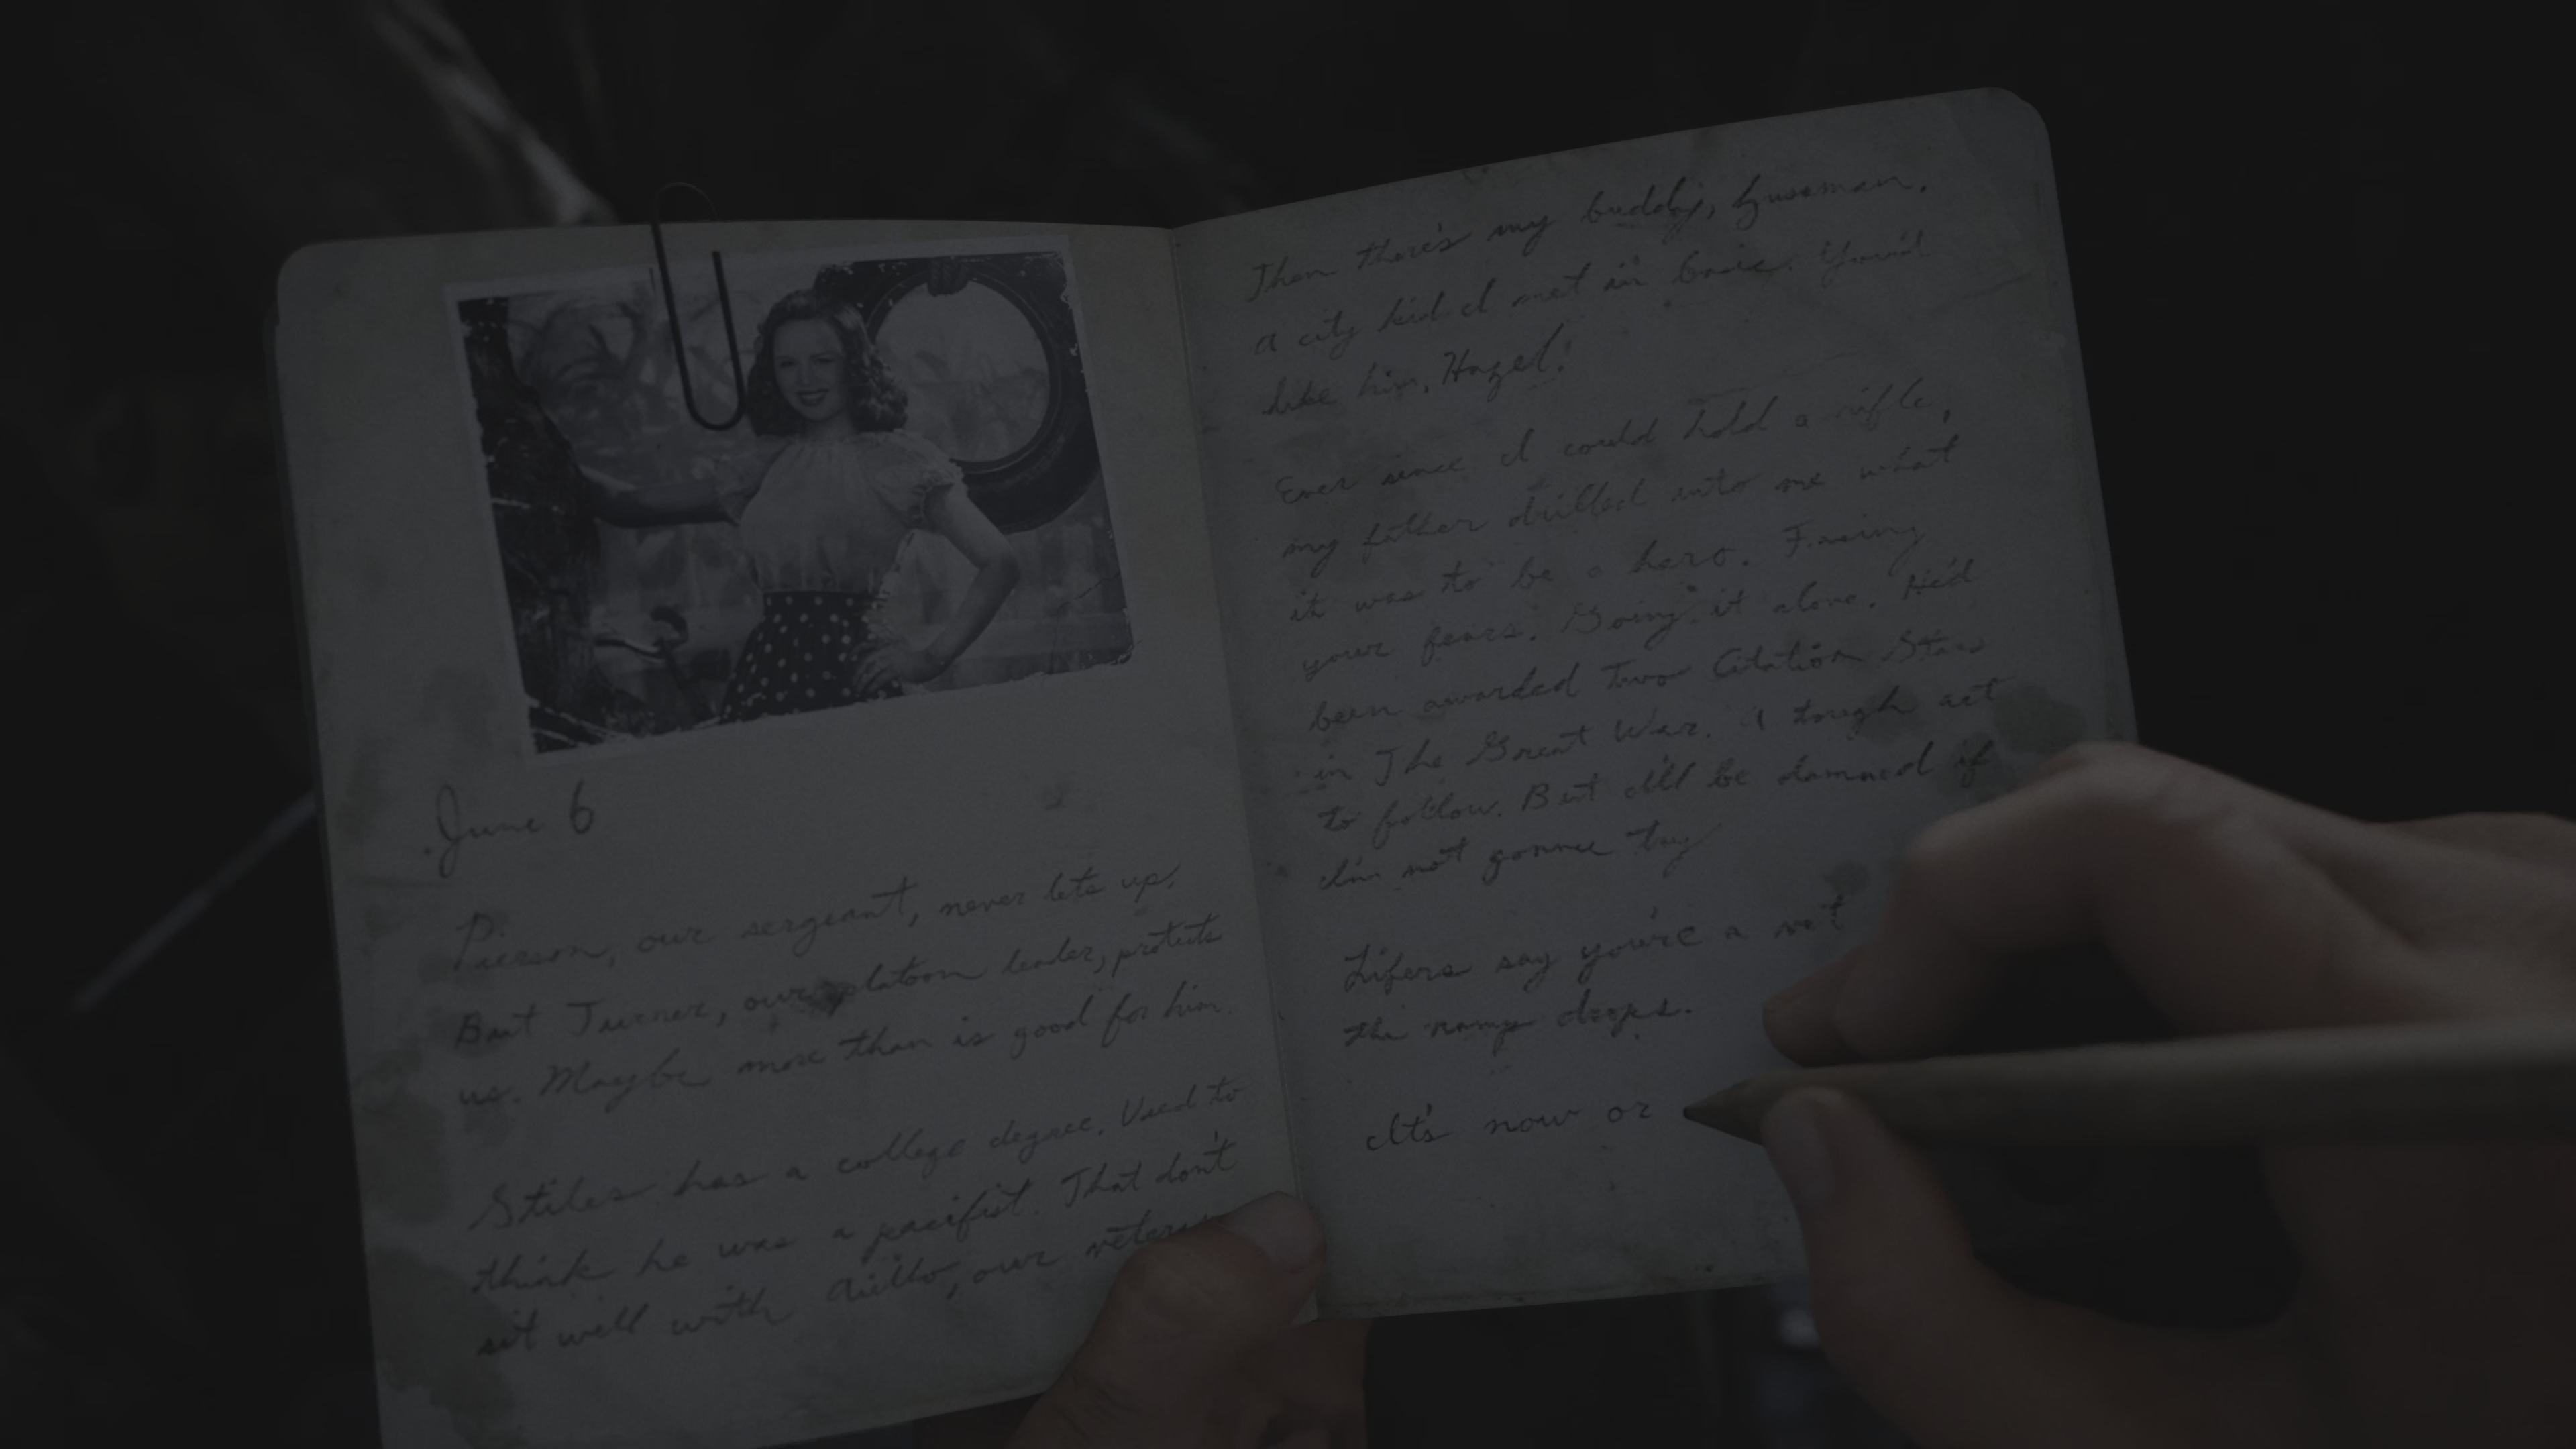 June 6
Pierson, our sergeant, never lets up.
But Turner, our platoon leader, protects
us. Maybe more than is good for him.
Stiles has a college degree. Used to
think he was a pacifist. That don't
sit well with Aiello, our
Then there's my buddy, Zussman,
a city kid I met in basic. You'd
like him, Hazel!
Ever since I could hold a rifle,
my father drilled into me what
it was to be a hero. Facing
your fears. Going it alone. He'd
been awarded Two Citation Stars
in The Great War. A tough act
to follow. But I'll be damned if
I'm not gonna try
Lifers say you're a vet
the ramp drops.
It's now or